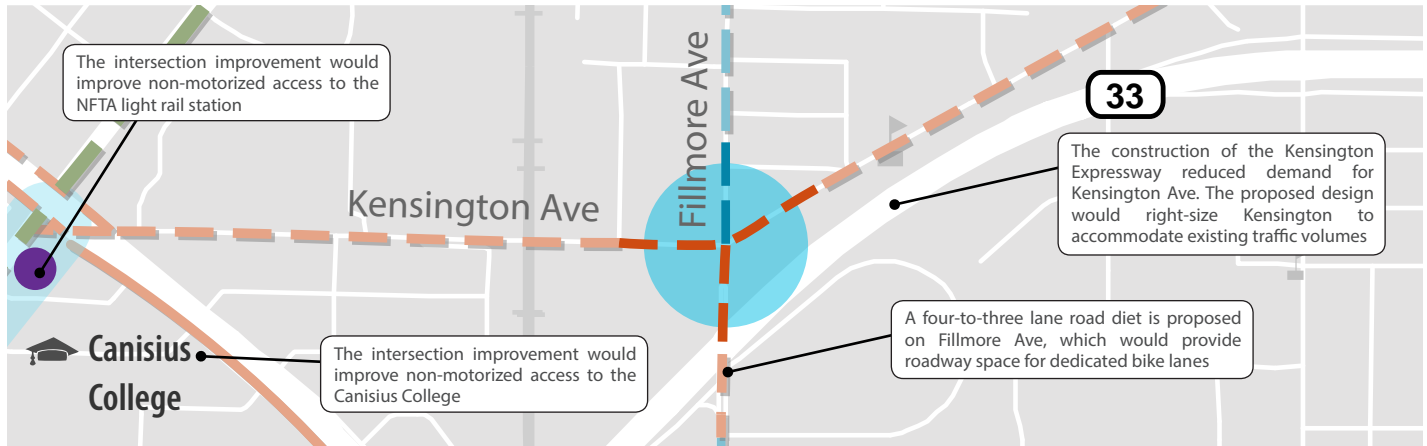 The intersection improvement would
improve non-motorized access to the
NFTA light rail station
Kensington Ave
Fillmore Ave
33
The construction of the Kensington
Expressway reduced demand for
Kensington Ave. The proposed design
would right-size Kensington to
accommodate existing traffic volumes
A four-to-three lane road diet is proposed
on Fillmore Ave, which would provide
roadway space for dedicated bike lanes
Canisius
College
The intersection improvement would
improve non-motorized access to the
Canisius College